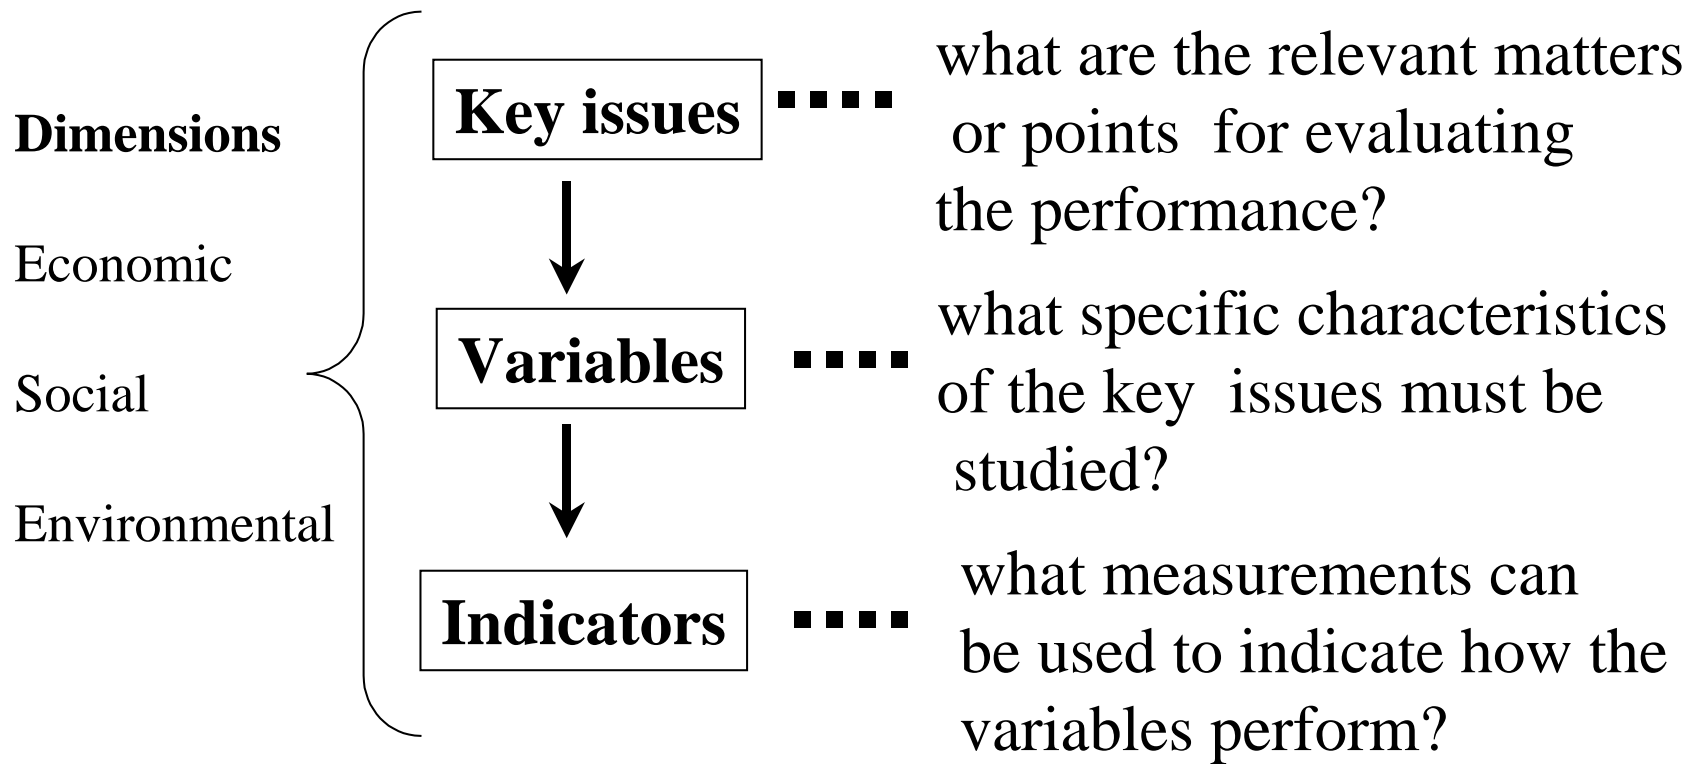 Dimensions
Economic
Social
Environmental
Key issues
what are the relevant matters
or points for evaluating
the performance?
Variables
what specific characteristics
of the key issues must be
studied?
Indicators
what measurements can
be used to indicate how the
variables perform?